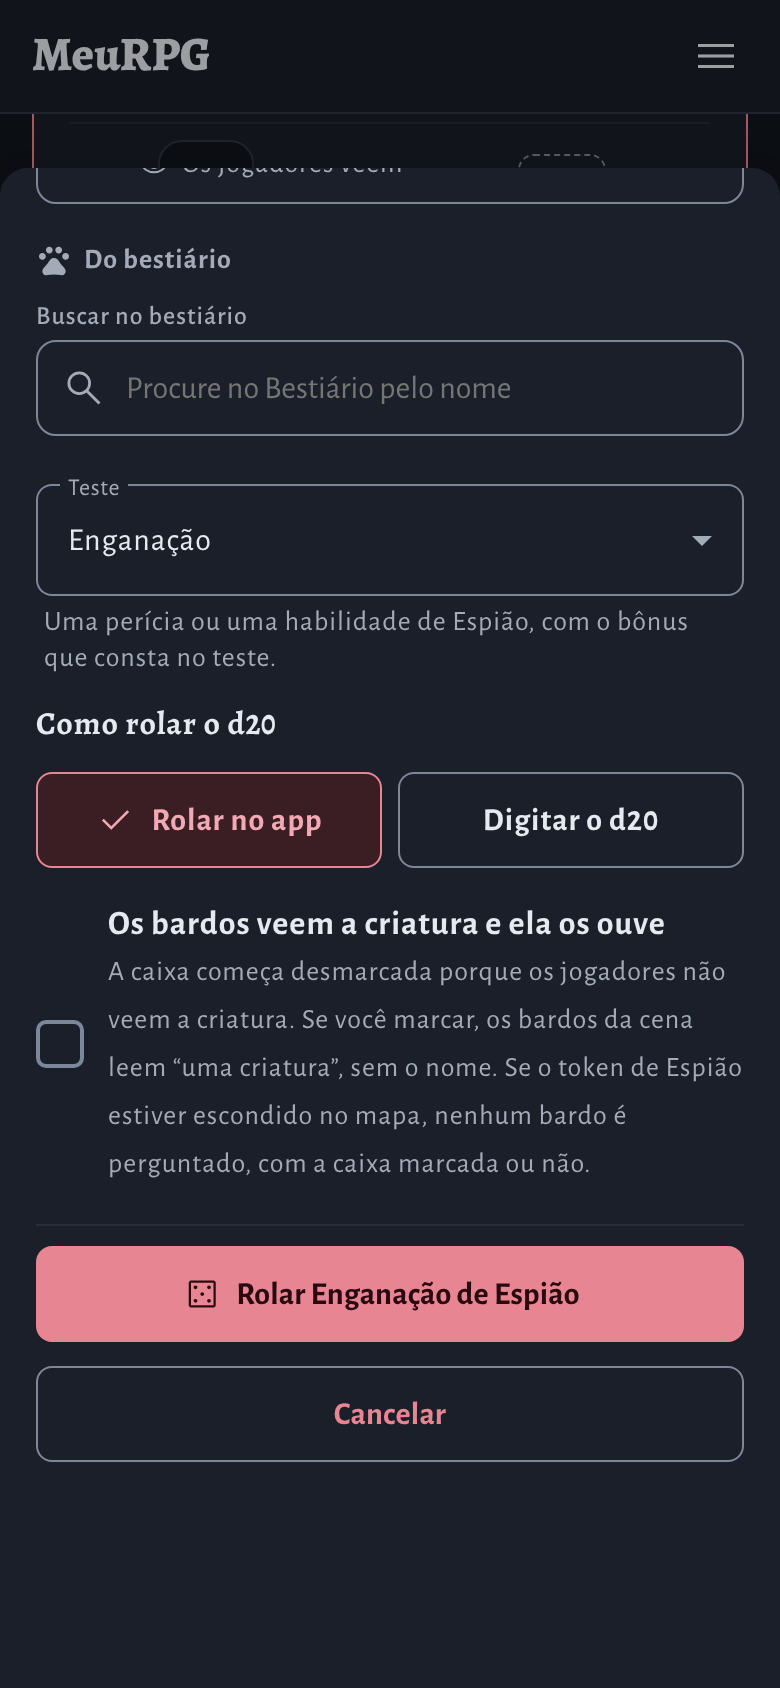 MeuRPG
Os jogadores veem
Do bestiário
Buscar no bestiário
Procure no Bestiário pelo nome
Teste
Enganação
Uma perícia ou uma habilidade de Espião, com o bônus
que consta no teste.
Como rolar o d20
Rolar no app
Digitar o d20
Os bardos veem a criatura e ela os ouve
A caixa começa desmarcada porque os jogadores não
veem a criatura. Se você marcar, os bardos da cena
leem “uma criatura”, sem o nome. Se o token de Espião
estiver escondido no mapa, nenhum bardo é
perguntado, com a caixa marcada ou não.
Rolar Enganação de Espião
Cancelar